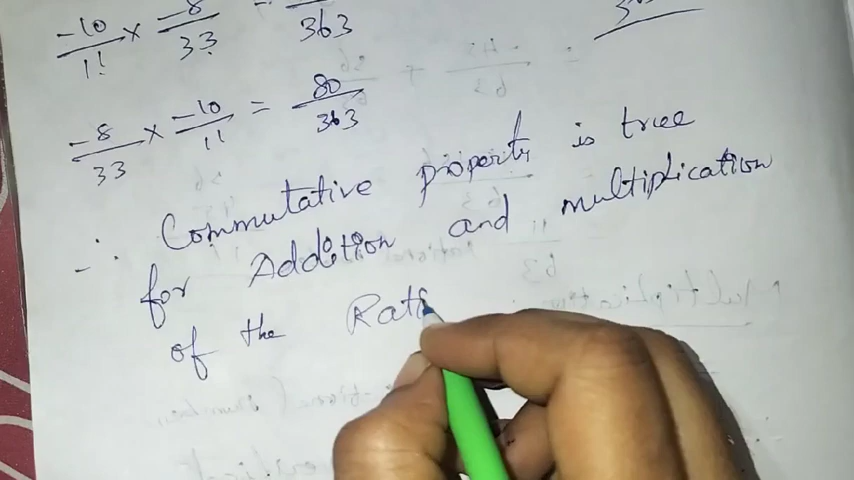 -10/11 × -8/33 = /363
-8/33 × -10/11 = 80/363
∴ Commutative property is true
for Addition and multiplication
of the Rati